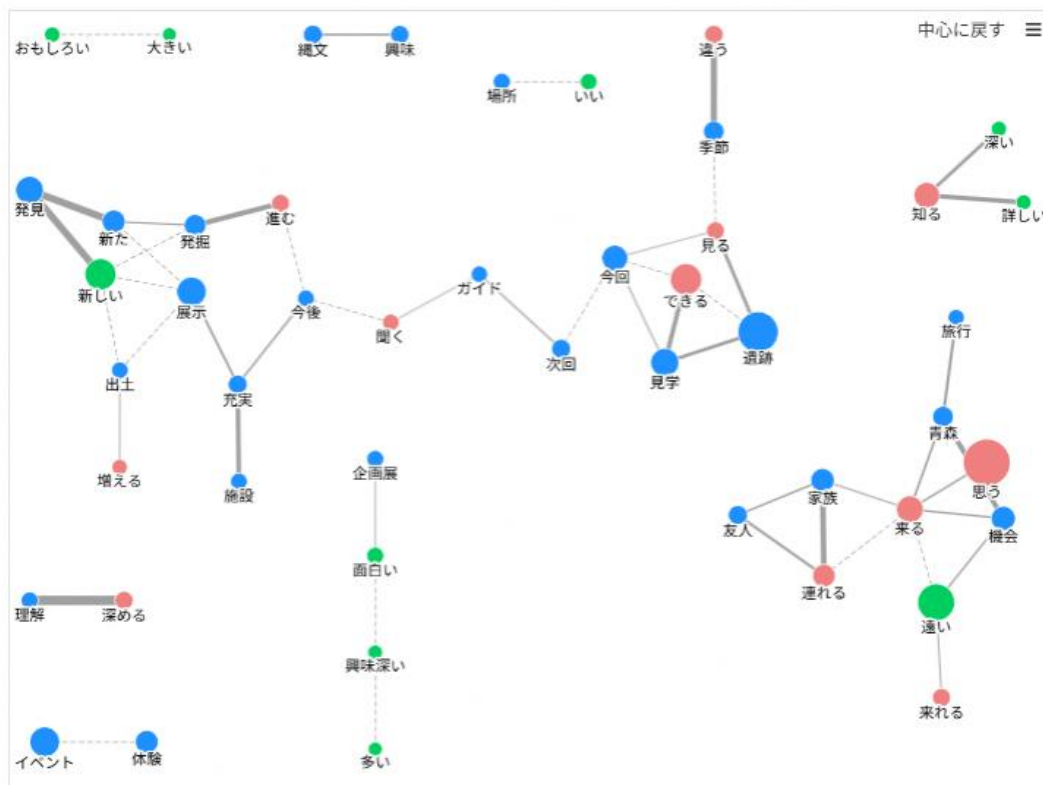 中心に戻す
おもしろい
大きい
縄文
興味
違う
場所
いい
季節
深い
知る
詳しい
発見
新た
発掘
進む
見る
新しい
展示
今後
ガイド
今回
できる
聞く
次回
見学
遺跡
旅行
出土
充実
増える
施設
企画展
青森
思う
家族
友人
来る
機会
面白い
連れる
理解
深める
遠い
興味深い
来れる
イベント
体験
多い